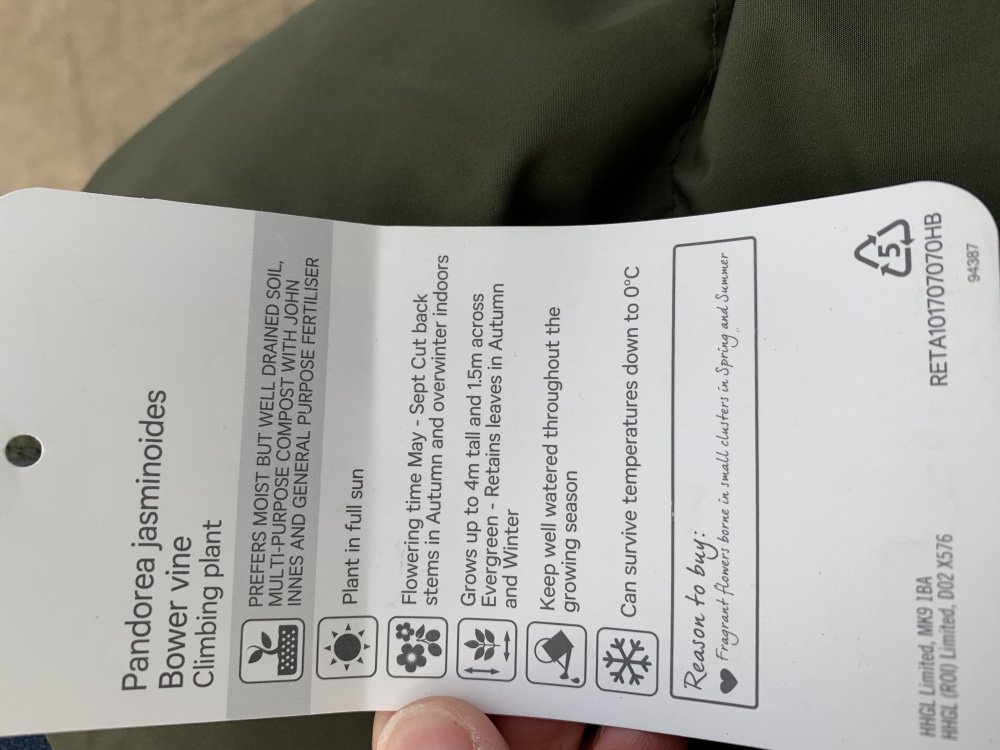 Pandorea jasminoides
Bower vine
Climbing plant
PREFERS MOIST BUT WELL DRAINED SOIL,
MULTI-PURPOSE COMPOST WITH JOHN
INNES AND GENERAL PURPOSE FERTILISER
Plant in full sun
Flowering time May - Sept Cut back
stems in Autumn and overwinter indoors
Grows up to 4m tall and 1.5m across
Evergreen - Retains leaves in Autumn
and Winter
Keep well watered throughout the
growing season
Can survive temperatures down to 0°C
Reason to buy:
Fragrant flowers borne in small clusters in Spring and Summer
5
HHGL Limited, MK9 1BA
HHGL (ROI) Limited, D02 X576
RETA101707070HB
94387